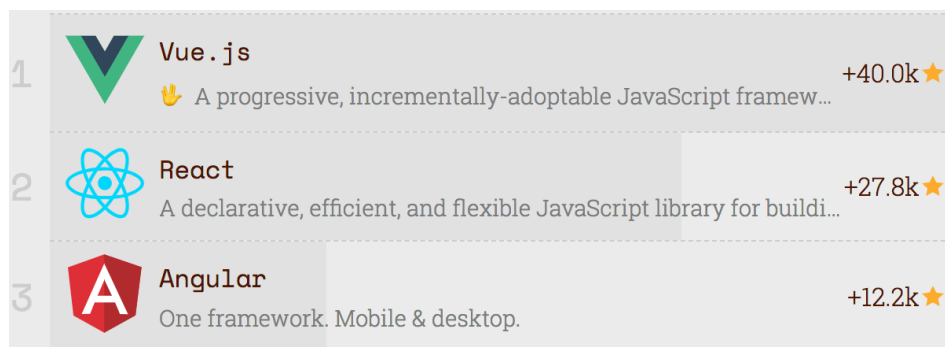 1
Vue.js
🖖 A progressive, incrementally-adoptable JavaScript framew...
+40.0k
2
React
A declarative, efficient, and flexible JavaScript library for buildi...
+27.8k
3
Angular
One framework. Mobile & desktop.
+12.2k